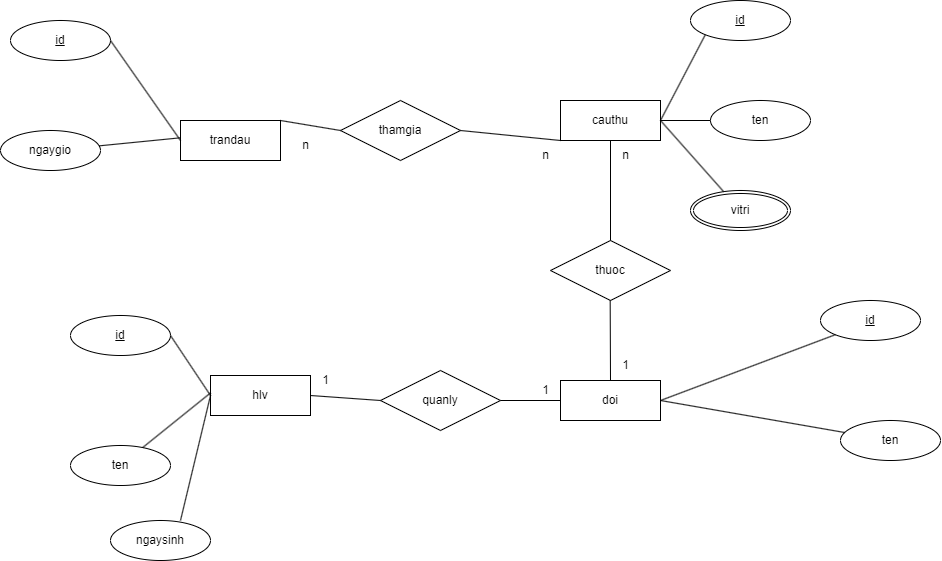 id
id
trandau
thamgia
cauthu
ten
ngaygio
n
n
n
vitri
thuoc
id
id
1
1
1
hlv
quanly
doi
ten
ten
ngaysinh